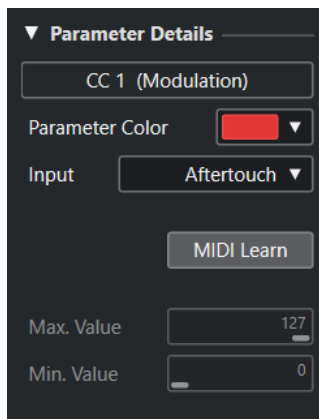 Parameter Details
CC 1 (Modulation)
Parameter Color
Input Aftertouch
MIDI Learn
Max. Value 127
Min. Value 0